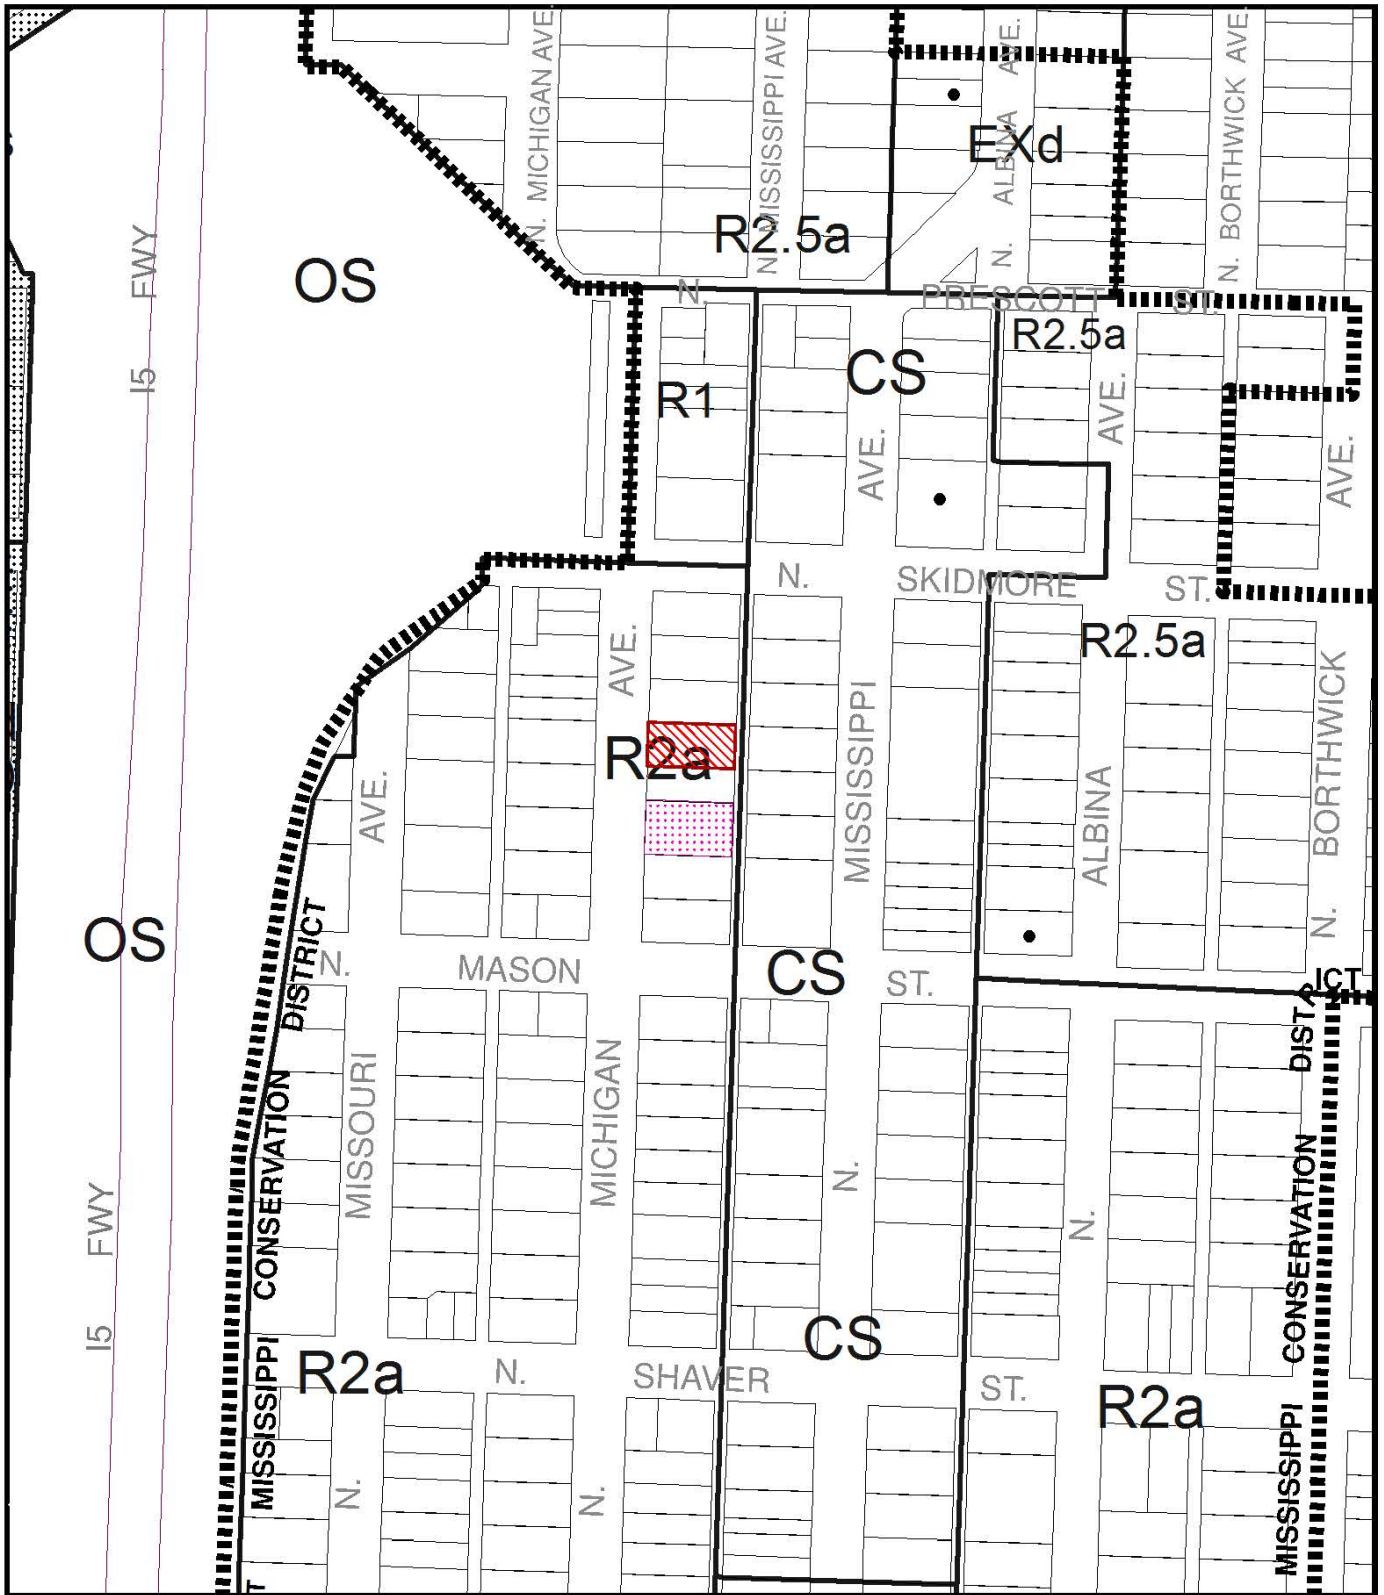 N. MICHIGAN AVE.
N. MISSISSIPPI AVE.
N. ALBINA AVE.
N. BORTHWICK AVE.
EXd
R2.5a
I5 FWY
OS
N. PRESCOTT ST.
R2.5a
CS
R1
AVE.
AVE.
AVE.
N. SKIDMORE ST.
R2.5a
AVE.
R2a
AVE.
MISSISSIPPI
ALBINA
N. BORTHWICK
OS
N. MASON ST.
CS
MISSISSIPPI CONSERVATION DISTRICT
N. MISSOURI
N. MICHIGAN
N.
N.
MISSISSIPPI CONSERVATION DIST
ICT
I5 FWY
CS
R2a
N. SHAVER ST.
R2a
T